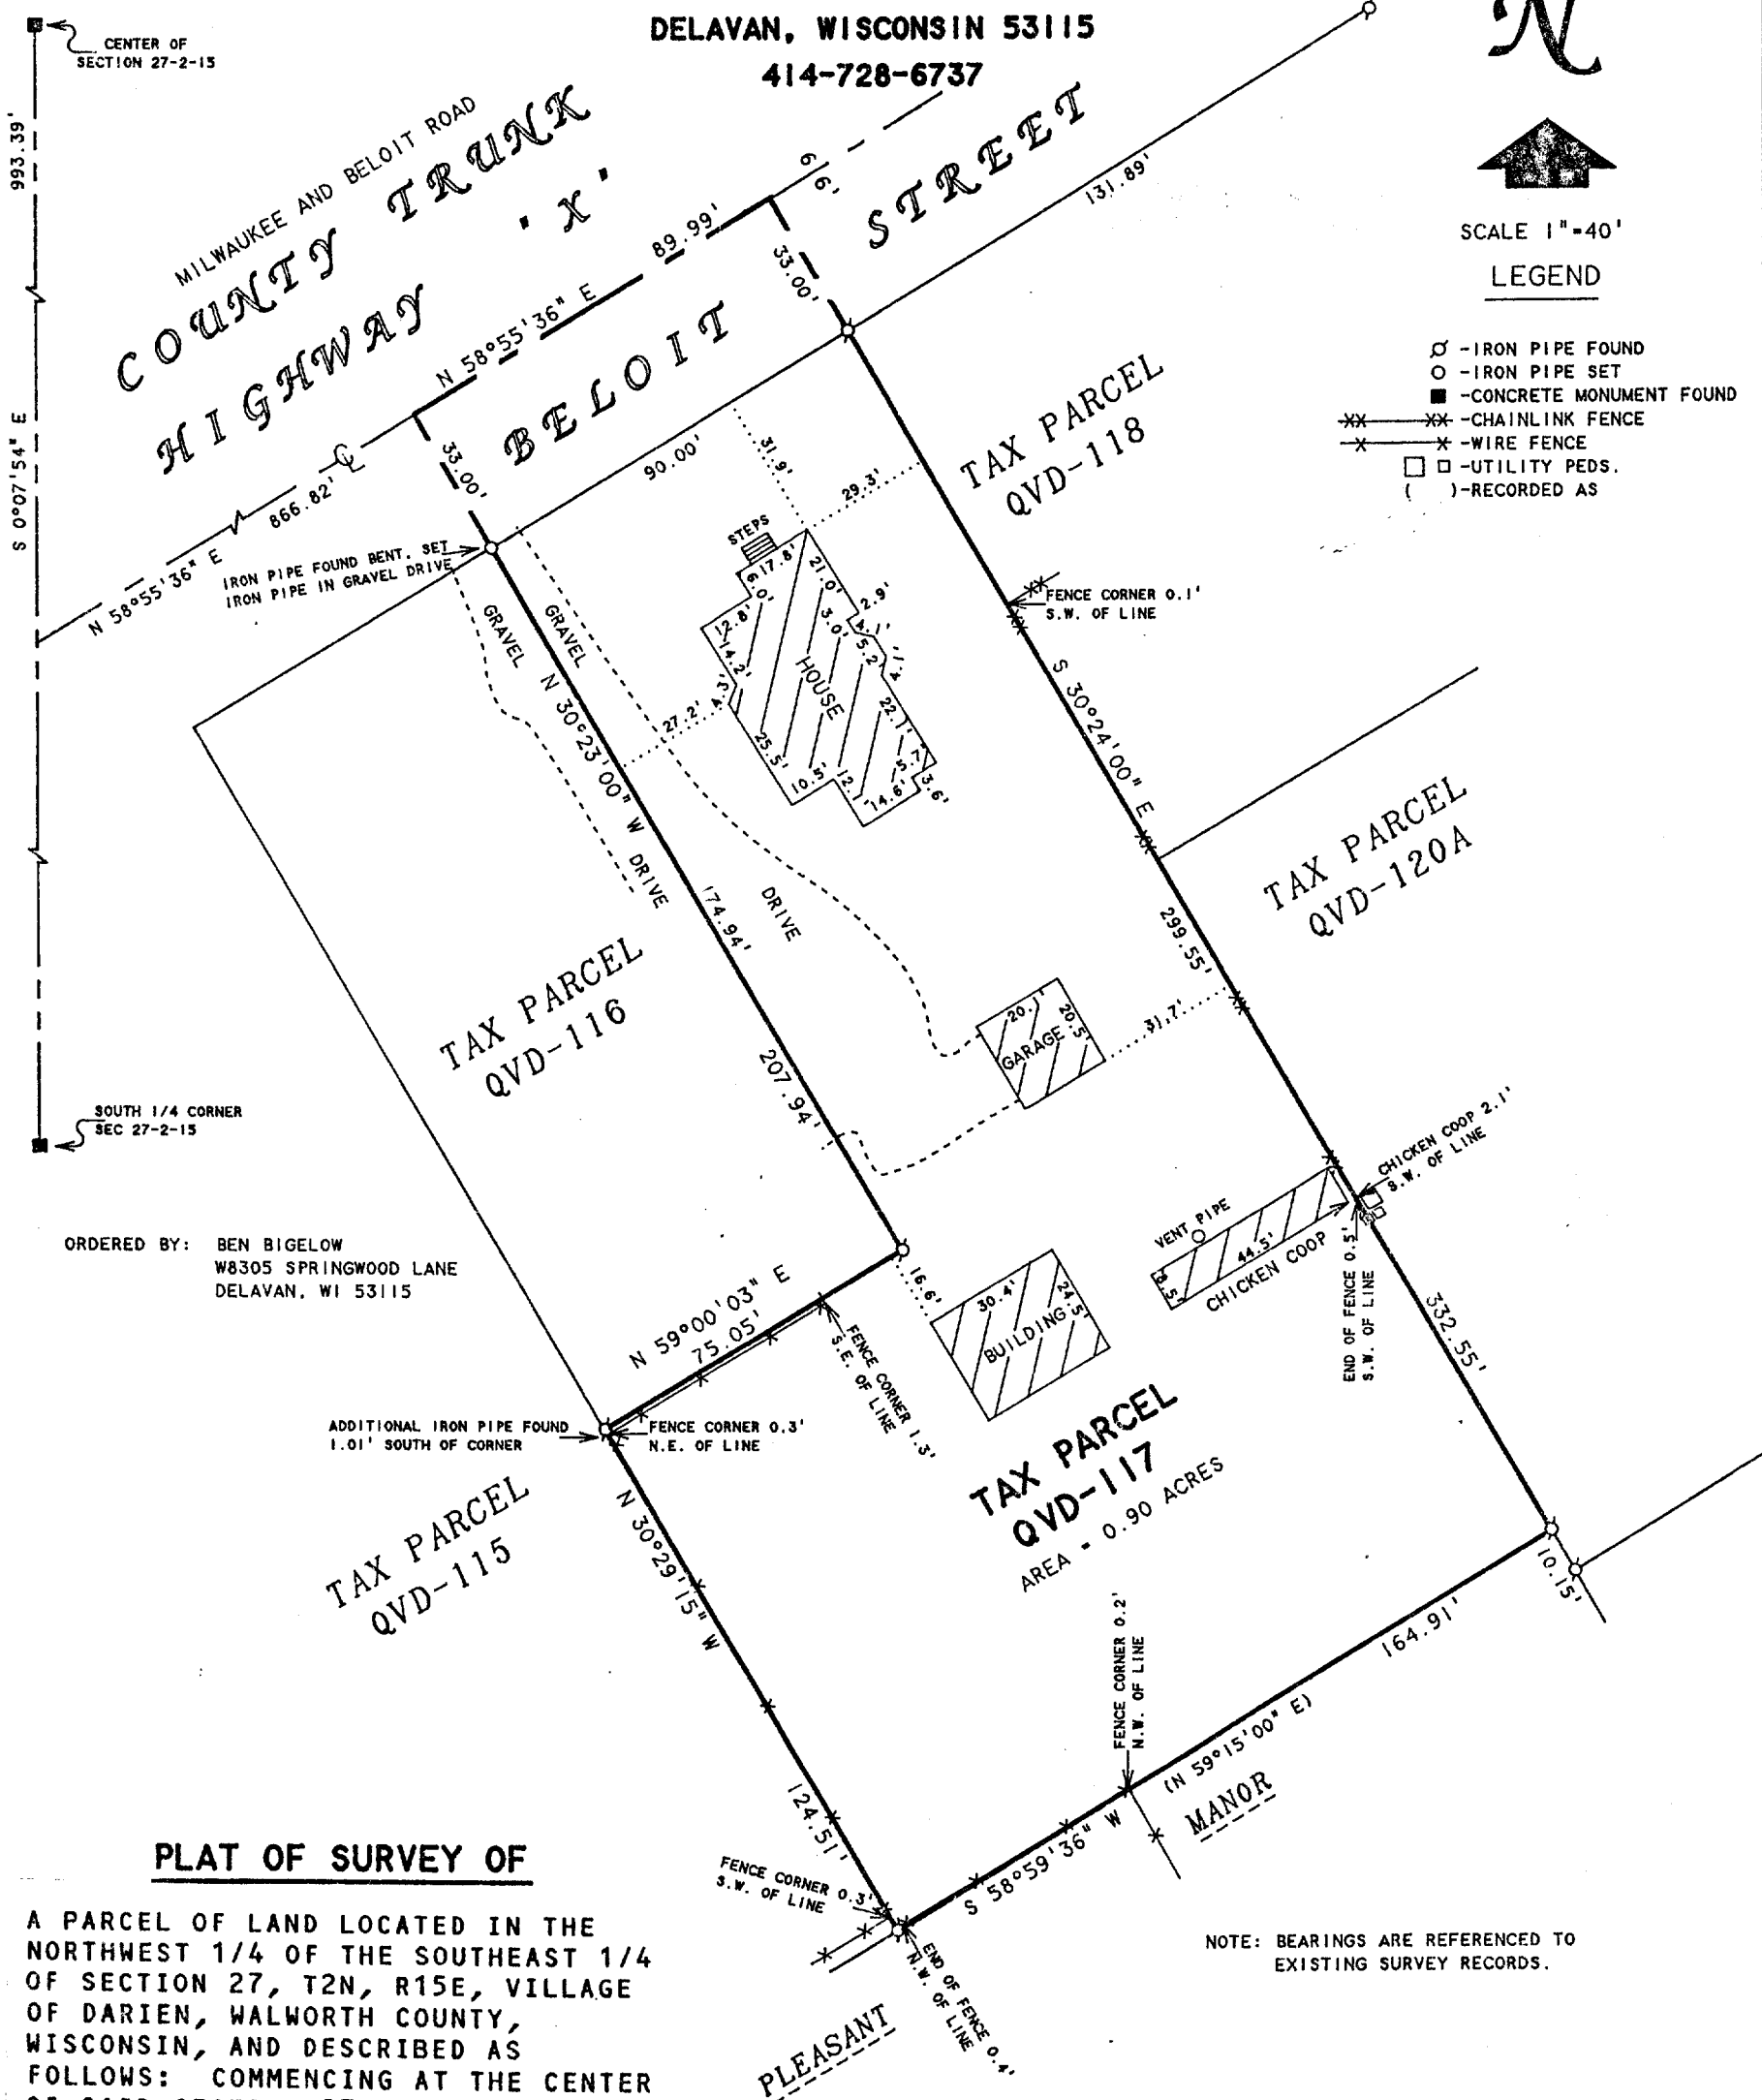 DELAVAN, WISCONSIN 53115
414-728-6737
N
CENTER OF
SECTION 27-2-15
993.39'
S 0°07'54" E
MILWAUKEE AND BELOIT ROAD
COUNTY TRUNK
HIGHWAY 'X'
BELOIT STREET
66'
131.89'
89.99'
N 58°55'36" E
33.00'
33.00'
90.00'
866.82'
N 58°55'36" E
SCALE 1"=40'
LEGEND
-IRON PIPE FOUND
-IRON PIPE SET
-CONCRETE MONUMENT FOUND
-CHAINLINK FENCE
-WIRE FENCE
-UTILITY PEDS.
( )-RECORDED AS
IRON PIPE FOUND BENT. SET
IRON PIPE IN GRAVEL DRIVE
TAX PARCEL
QVD-118
31.9'
29.3'
STEPS
17.8'
6.0'
21.0'
2.9'
12.8'
3.0'
4.1'
14.2'
5.2'
4.1'
HOUSE
4.3'
27.2'
22.1'
25.5'
5.7'
10.5'
12.1'
14.6'
3.6'
FENCE CORNER 0.1'
S.W. OF LINE
GRAVEL
GRAVEL
N 30°23'00" W
DRIVE
DRIVE
174.94'
207.94'
S 30°24'00" E
299.55'
TAX PARCEL
QVD-120A
TAX PARCEL
QVD-116
20.1'
20.5'
GARAGE
31.7'
SOUTH 1/4 CORNER
SEC 27-2-15
CHICKEN COOP 2.1'
S.W. OF LINE
VENT PIPE
44.5'
8.5'
CHICKEN COOP
END OF FENCE 0.5'
S.W. OF LINE
332.55'
ORDERED BY: BEN BIGELOW
W8305 SPRINGWOOD LANE
DELAVAN, WI 53115
16.6'
30.4'
24.5'
BUILDING
N 59°00'03" E
75.05'
FENCE CORNER 1.3'
S.E. OF LINE
ADDITIONAL IRON PIPE FOUND
1.01' SOUTH OF CORNER
FENCE CORNER 0.3'
N.E. OF LINE
TAX PARCEL
QVD-117
AREA = 0.90 ACRES
TAX PARCEL
QVD-115
N 30°29'15" W
124.51'
10.15'
164.91'
FENCE CORNER 0.2'
N.W. OF LINE
(N 59°15'00" E)
S 58°59'36" W
MANOR
FENCE CORNER 0.3'
S.W. OF LINE
END OF FENCE 0.4'
N.W. OF LINE
PLEASANT
NOTE: BEARINGS ARE REFERENCED TO
EXISTING SURVEY RECORDS.
PLAT OF SURVEY OF
A PARCEL OF LAND LOCATED IN THE
NORTHWEST 1/4 OF THE SOUTHEAST 1/4
OF SECTION 27, T2N, R15E, VILLAGE
OF DARIEN, WALWORTH COUNTY,
WISCONSIN, AND DESCRIBED AS
FOLLOWS: COMMENCING AT THE CENTER